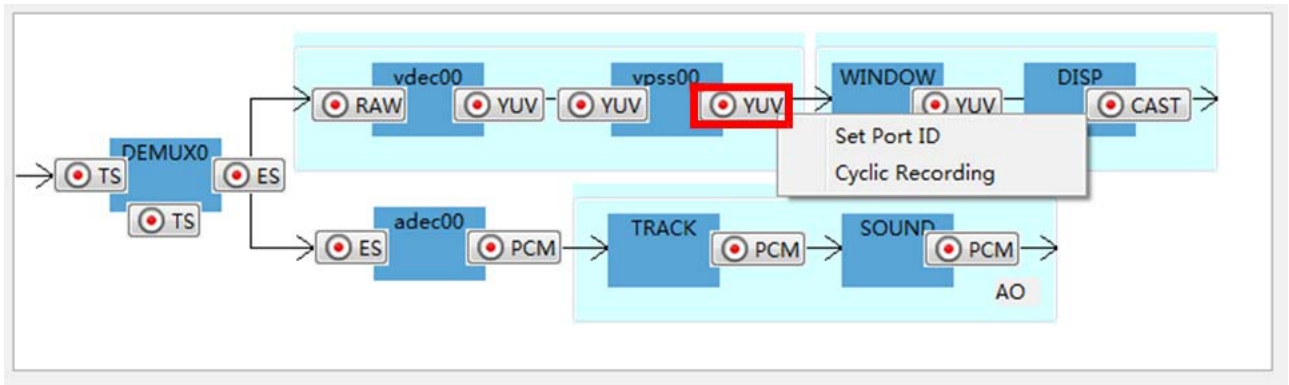 vdec00
vpss00
WINDOW
DISP
RAW
YUV
YUV
YUV
YUV
CAST
Set Port ID
Cyclic Recording
DEMUX0
TS
ES
TS
adec00
TRACK
SOUND
ES
PCM
PCM
PCM
AO